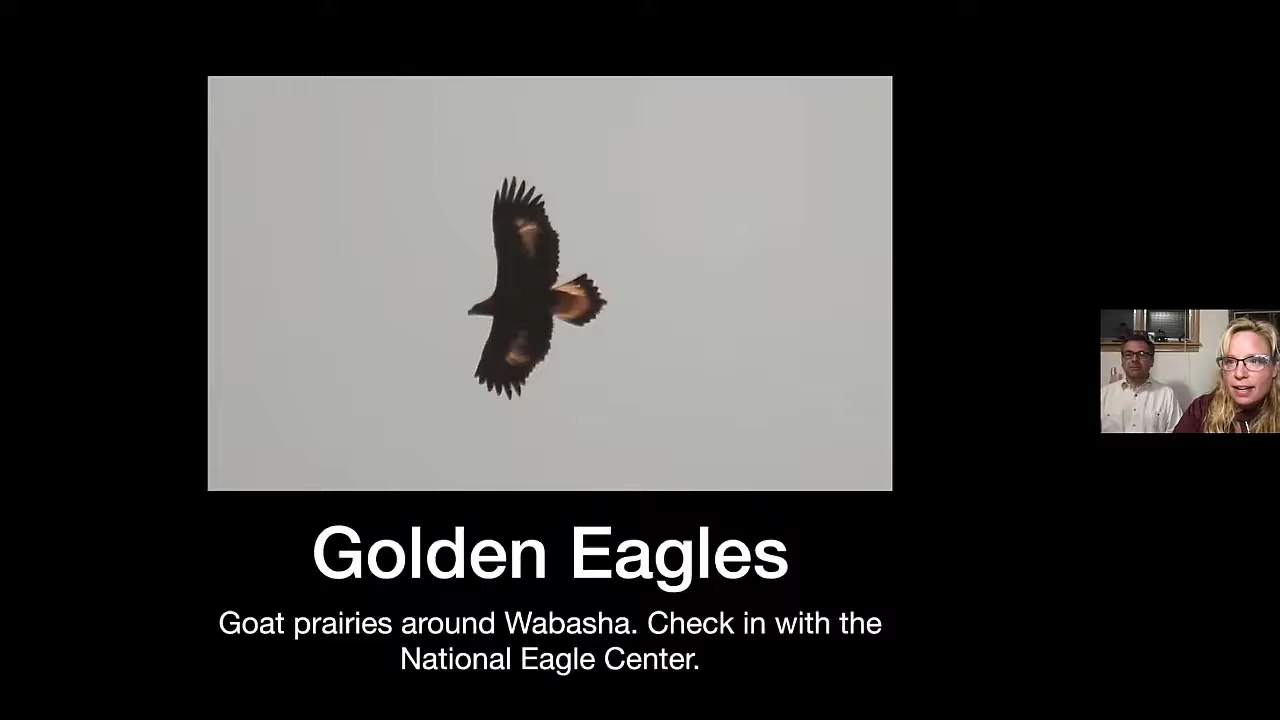 Golden Eagles
Goat prairies around Wabasha. Check in with the
National Eagle Center.